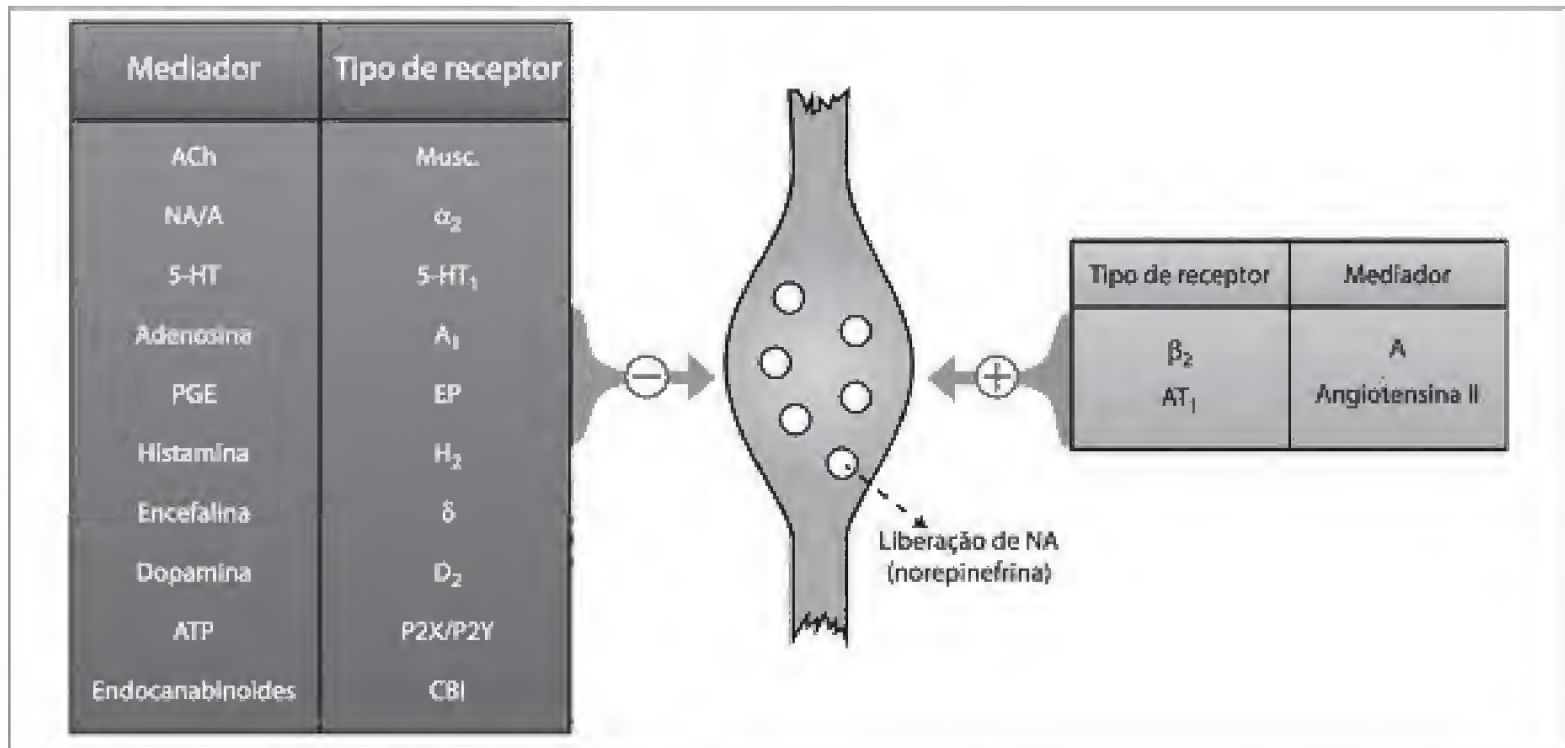 Mediador Tipo de receptor
ACh Musc.
NA/A α₂
5-HT 5-HT₁
Adenosina A₁
PGE EP
Histamina H₂
Encefalina δ
Dopamina D₂
ATP P2X/P2Y
Endocanabinoides CBI
−
+
Liberação de NA
(norepinefrina)
Tipo de receptor Mediador
β₂ A
AT₁ Angiotensina II